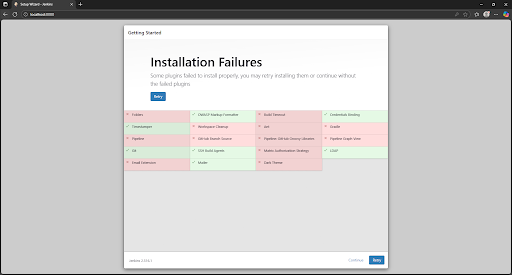 Setup Wizard - Jenkins
localhost:8080
Getting Started
Installation Failures
Some plugins failed to install properly, you may retry installing them or continue without
the failed plugins
Retry
Folders
OWASP Markup Formatter
Build Timeout
Credentials Binding
Timestamper
Workspace Cleanup
Ant
Gradle
Pipeline
GitHub Branch Source
Pipeline: GitHub Groovy Libraries
Pipeline Graph View
Git
SSH Build Agents
Matrix Authorization Strategy
LDAP
Email Extension
Mailer
Dark Theme
Continue
Retry